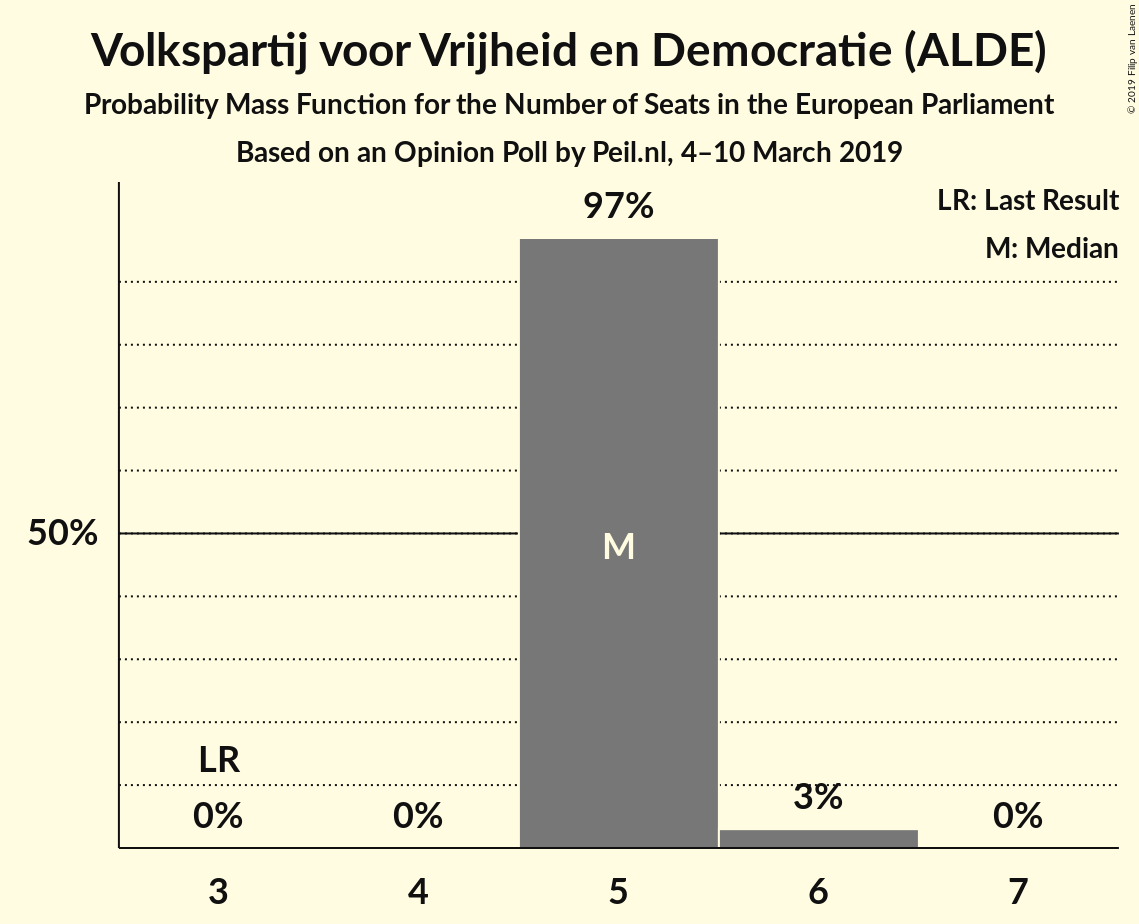 Volkspartij voor Vrijheid en Democratie (ALDE)
Probability Mass Function for the Number of Seats in the European Parliament
Based on an Opinion Poll by Peil.nl, 4–10 March 2019
© 2019 Filip van Laenen
LR: Last Result
M: Median
97%
50%
M
LR
0%
0%
3%
0%
3
4
5
6
7